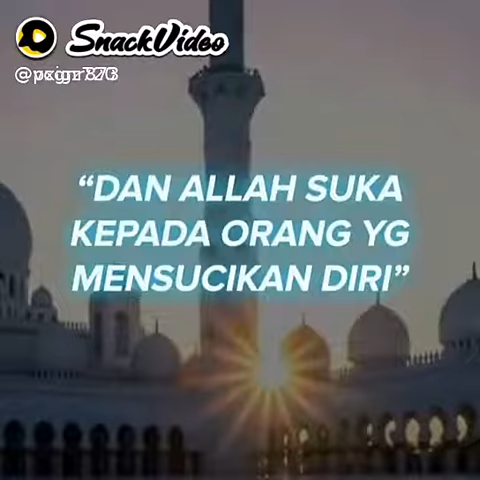 SnackVideo
“DAN ALLAH SUKA
KEPADA ORANG YG
MENSUCIKAN DIRI”